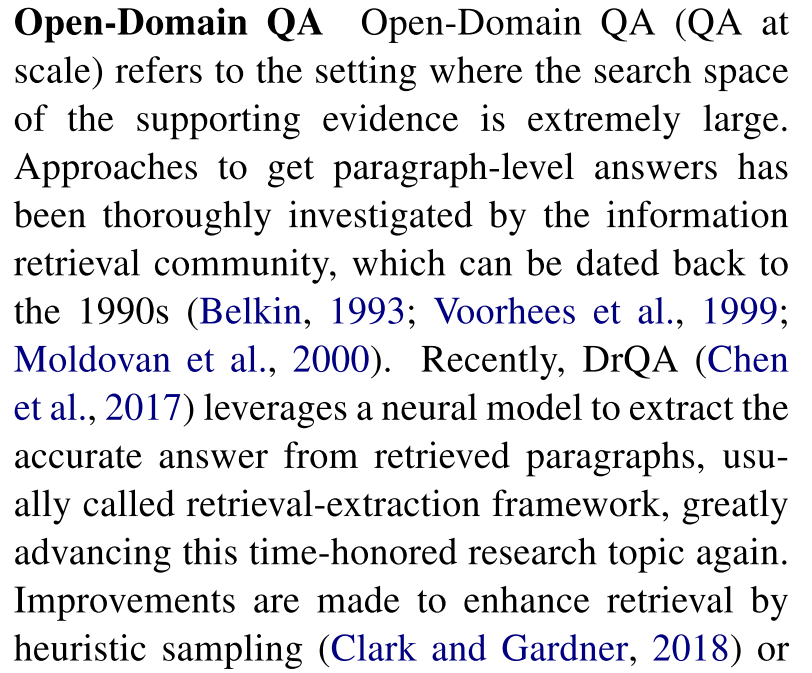 Open-Domain QA Open-Domain QA (QA at
scale) refers to the setting where the search space
of the supporting evidence is extremely large.
Approaches to get paragraph-level answers has
been thoroughly investigated by the information
retrieval community, which can be dated back to
the 1990s (Belkin, 1993; Voorhees et al., 1999;
Moldovan et al., 2000). Recently, DrQA (Chen
et al., 2017) leverages a neural model to extract the
accurate answer from retrieved paragraphs, usu-
ally called retrieval-extraction framework, greatly
advancing this time-honored research topic again.
Improvements are made to enhance retrieval by
heuristic sampling (Clark and Gardner, 2018) or